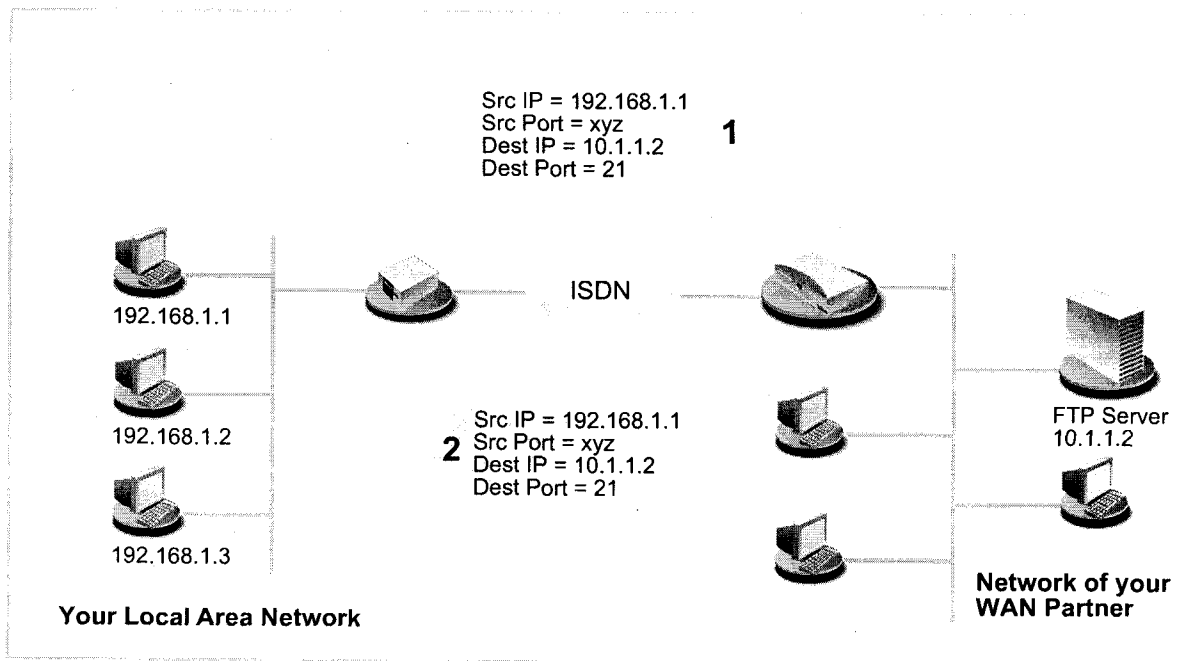 Src IP = 192.168.1.1
Src Port = xyz
Dest IP = 10.1.1.2
Dest Port = 21
1
ISDN
192.168.1.1
192.168.1.2
192.168.1.3
2
Src IP = 192.168.1.1
Src Port = xyz
Dest IP = 10.1.1.2
Dest Port = 21
FTP Server
10.1.1.2
Your Local Area Network
Network of your
WAN Partner